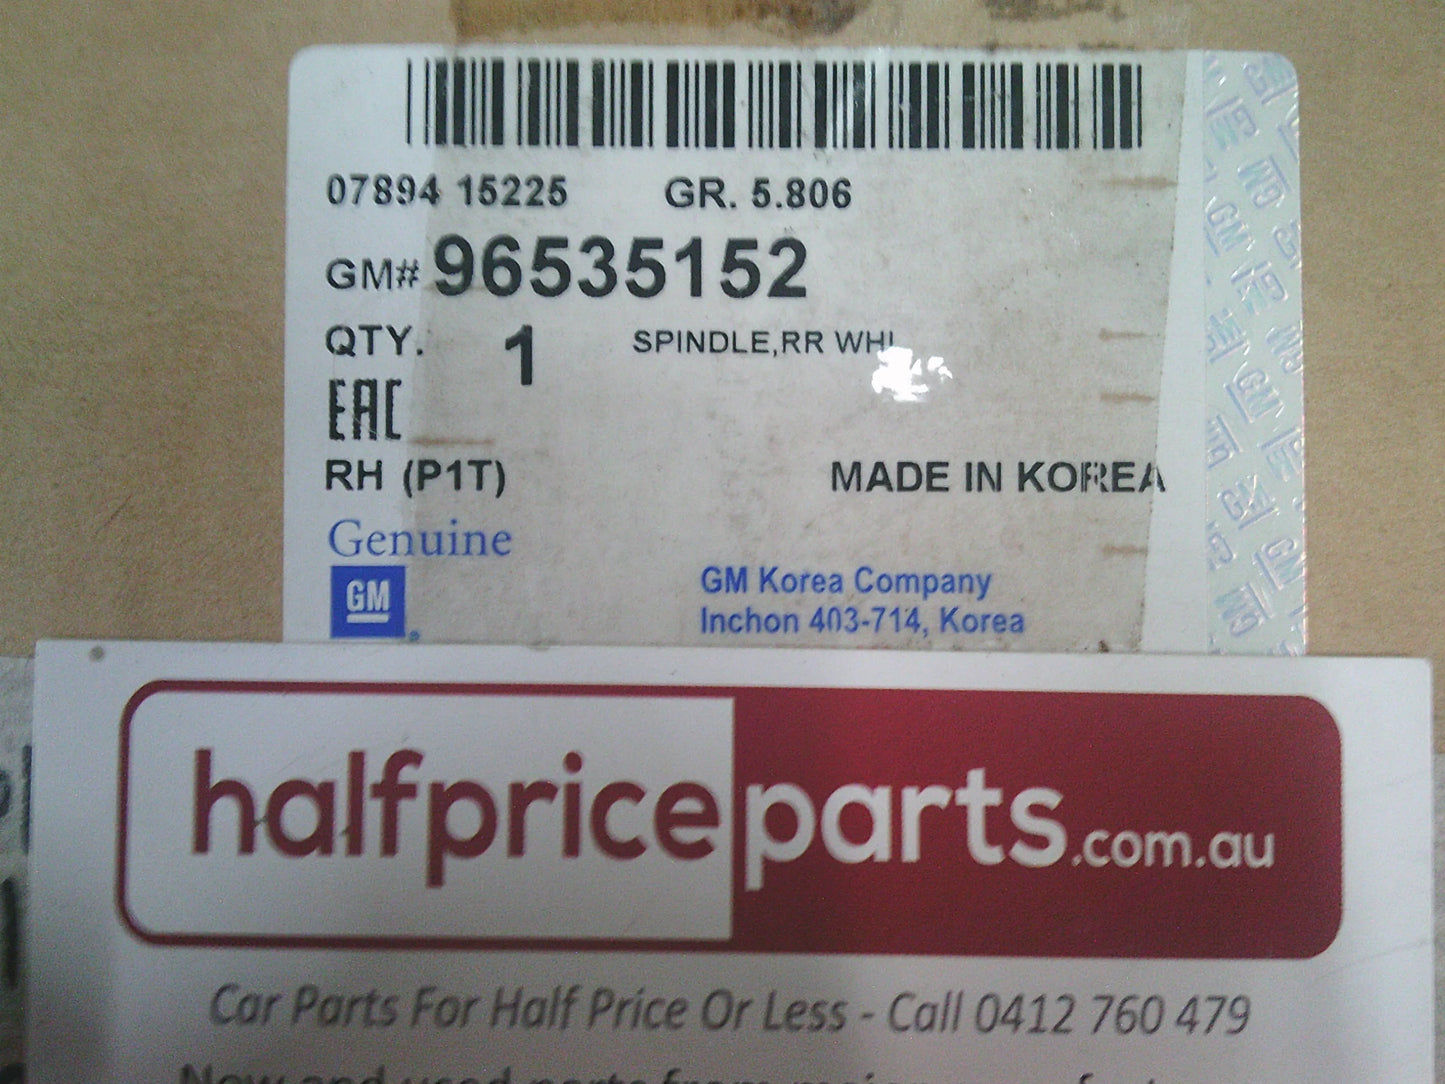 07894 15225 GR. 5.806
GM# 96535152
QTY. 1 SPINDLE,RR WHL
EAC
RH (P1T) MADE IN KOREA
Genuine
GM
GM Korea Company
Inchon 403-714, Korea
halfpriceparts.com.au
Car Parts For Half Price Or Less - Call 0412 760 479